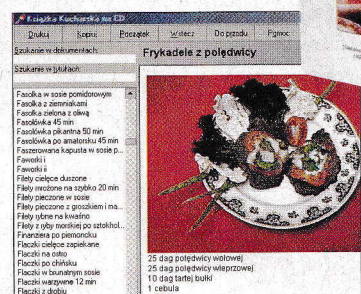 Książka Kucharska na CD
Drukuj Kopiuj Początek Wstecz Do przodu Pomoc
Szukanie w dokumentach:
Frykadele z polędwicy
Szukanie w tytułach:
Fasolka w sosie pomidorowym
Fasolka z ziemniakami
Fasolka zielona z oliwą
Fasolówka 45 min
Fasolówka pikantna 50 min
Fasolówka po amatorsku 45 min
Faszerowana kapusta w sosie p...
Faworki i
Faworki ii
Filety cielęce duszone
Filety mrożone na szybko 20 min
Filety pieczone w sosie
Filety pieczone z groszkiem i ma...
Filety rybne na kwaśno
Filety z ryby morskiej po sztokhol...
Finanziera po piemoncku
Flaczki cielęce zapiekane
Flaczki na ostro
Flaczki po chińsku
Flaczki w brunatnym sosie
Flaczki warzywne 12 min
Flaczki z drobiu
25 dag polędwicy wołowej
25 dag polędwicy wieprzowej
10 dag tartej bułki
1 cebula